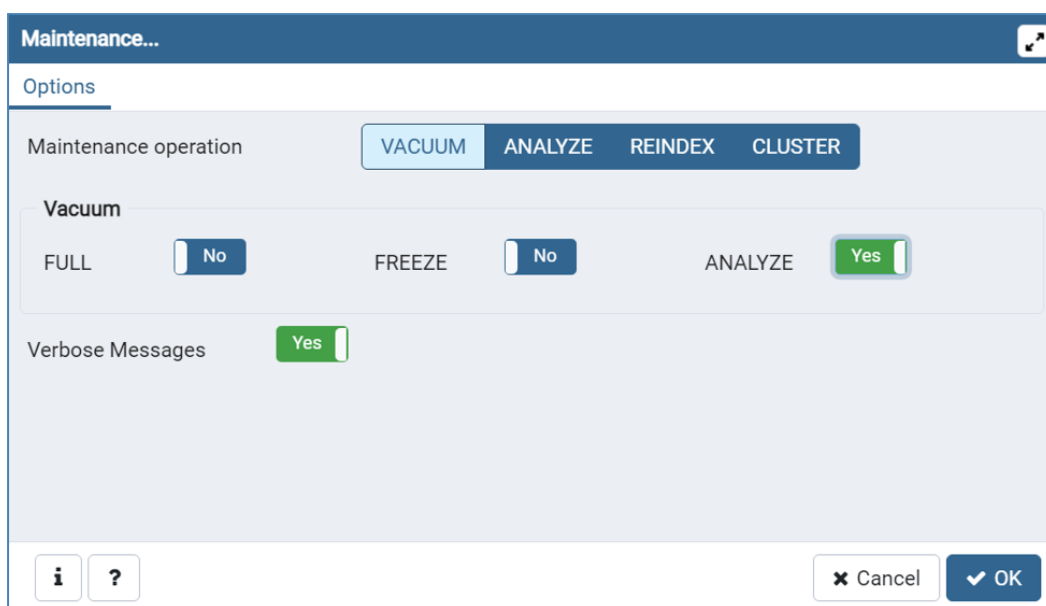 Maintenance...
Options
Maintenance operation VACUUM ANALYZE REINDEX CLUSTER
Vacuum
FULL No FREEZE No ANALYZE Yes
Verbose Messages Yes
i ? Cancel OK